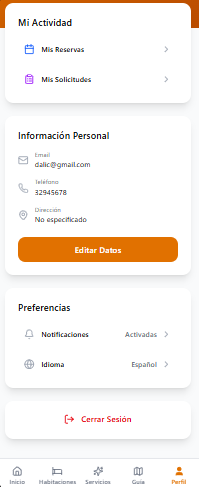 Mi Actividad
Mis Reservas
Mis Solicitudes
Información Personal
Email
dalic@gmail.com
Teléfono
32945678
Dirección
No especificado
Editar Datos
Preferencias
Notificaciones Activadas
Idioma Español
Cerrar Sesión
Inicio Habitaciones Servicios Guía Perfil